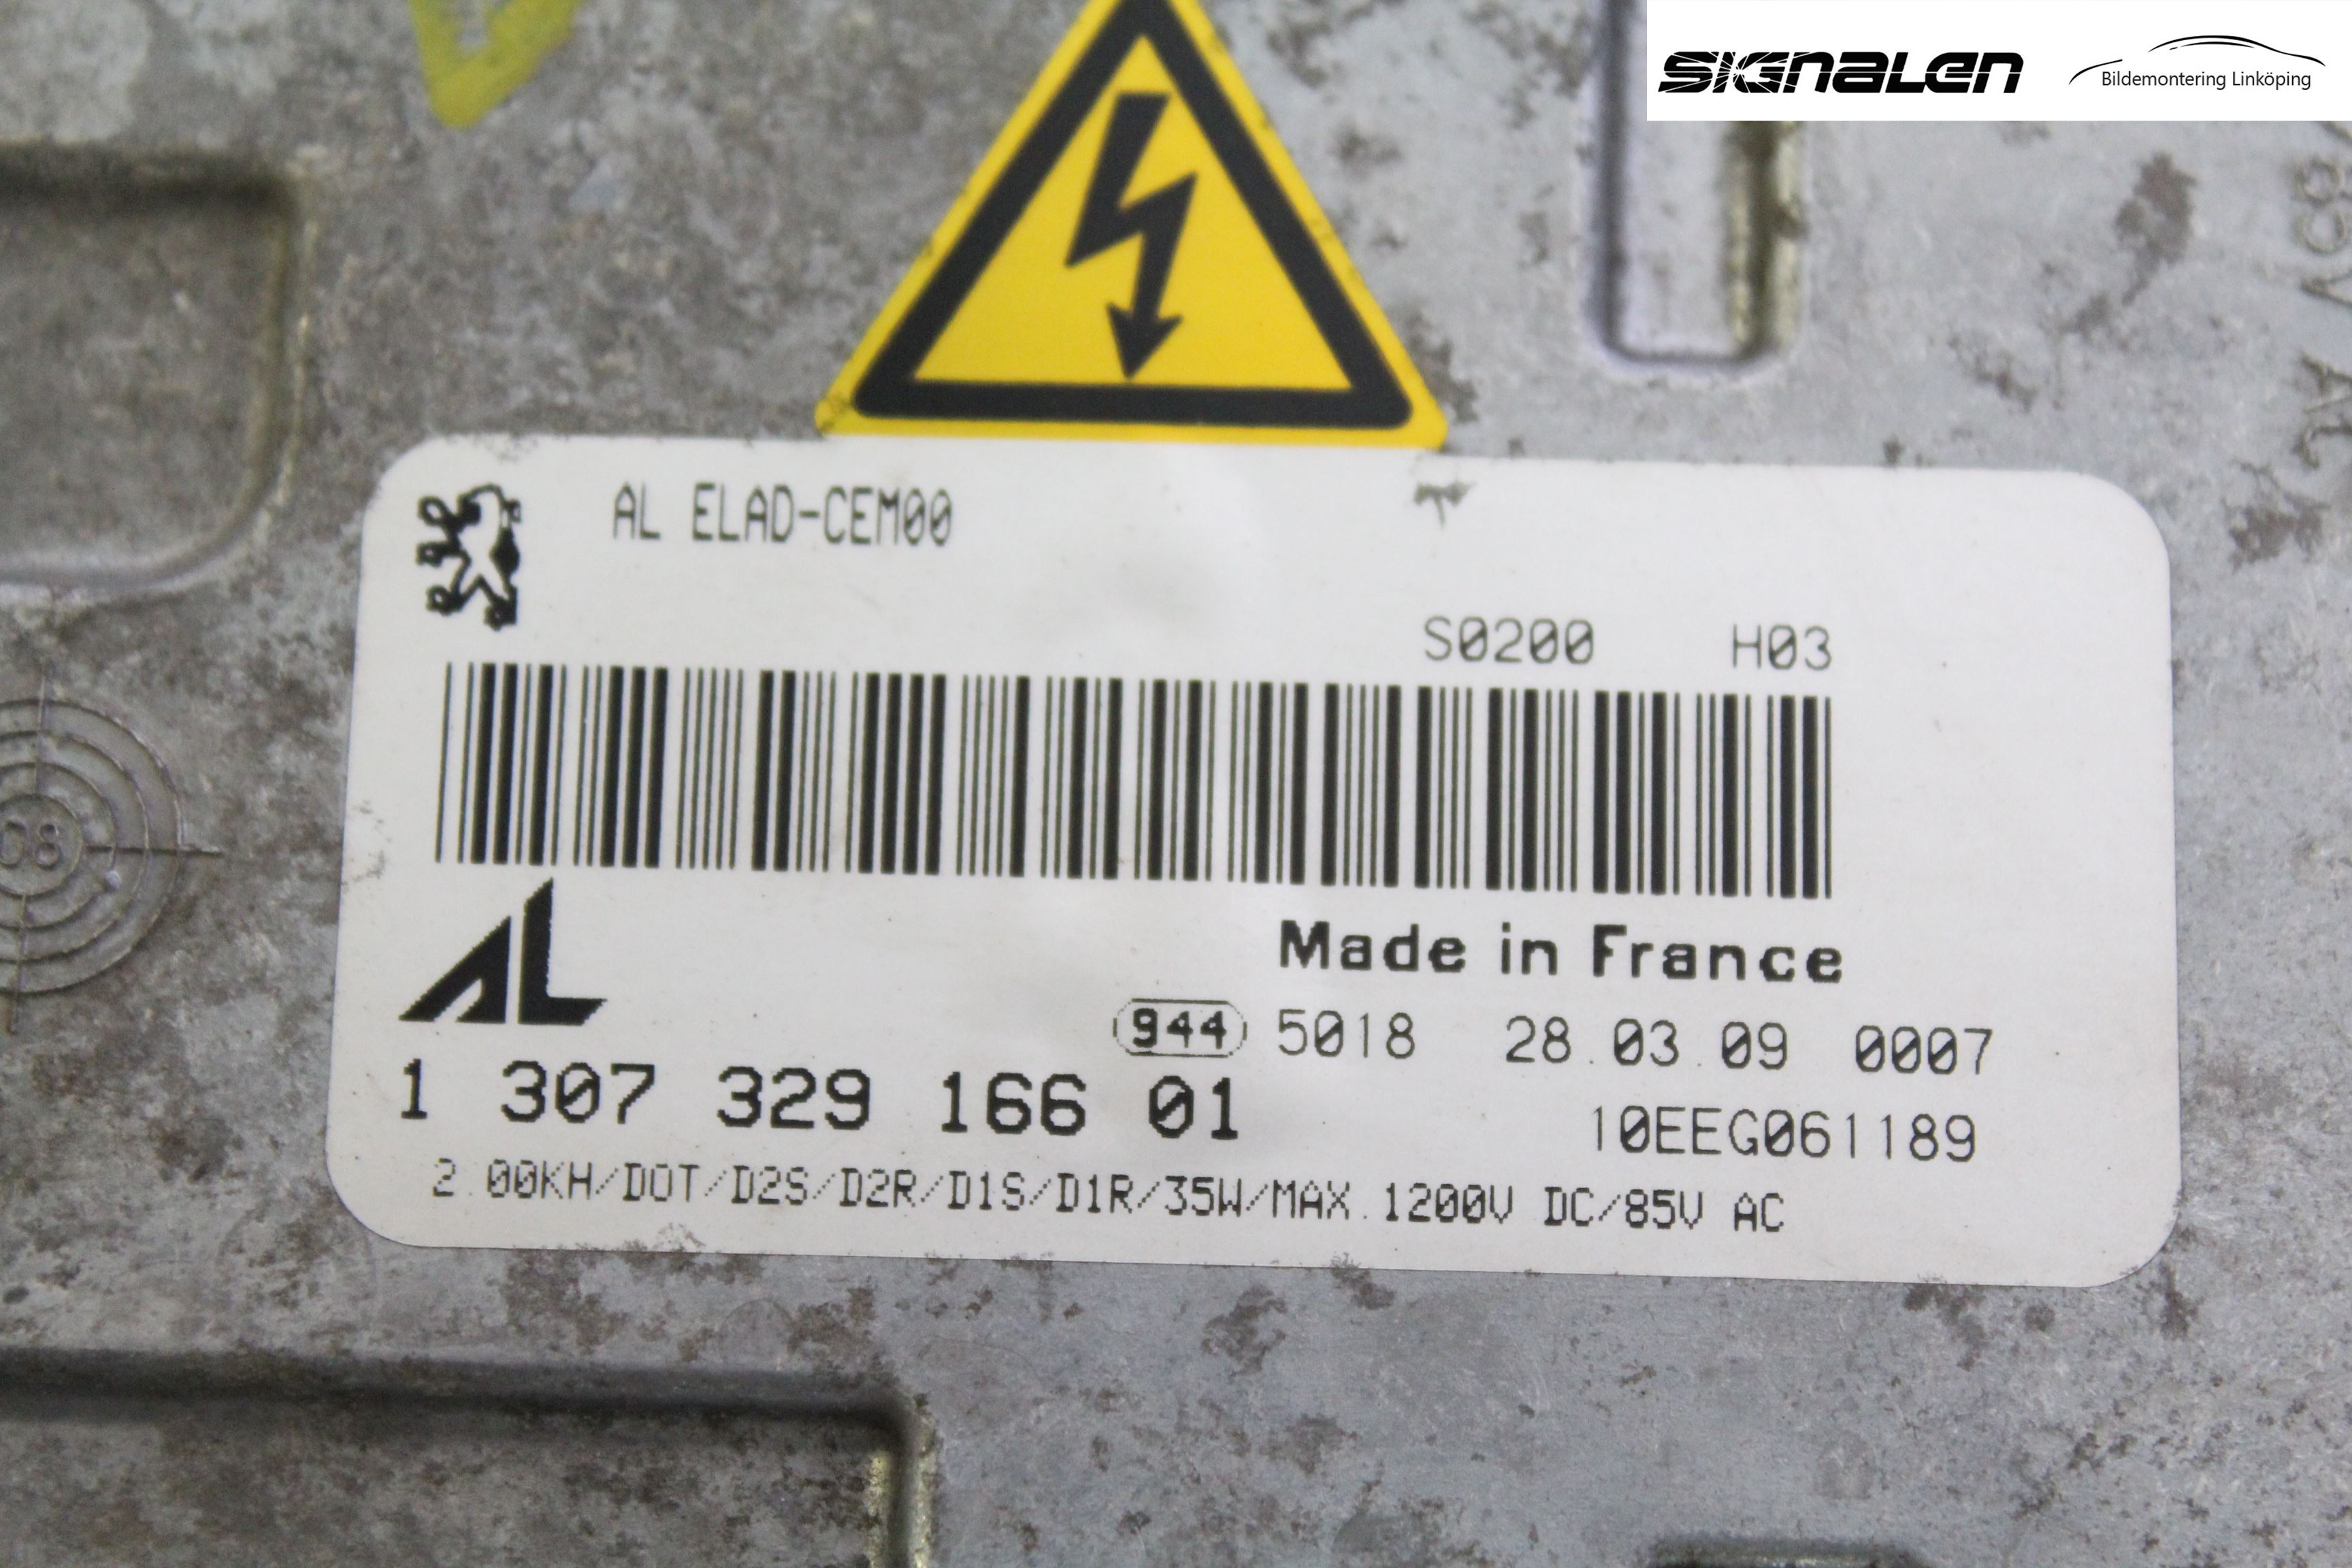 SIGNALEN
Bildemontering Linköping
AL ELAD-CEM00
S0200 H03
AL
Made in France
944 5018 28.03.09 0007
1 307 329 166 01
10EEG061189
2.00KH/DOT/D2S/D2R/D1S/D1R/35W/MAX.1200V DC/85V AC
08